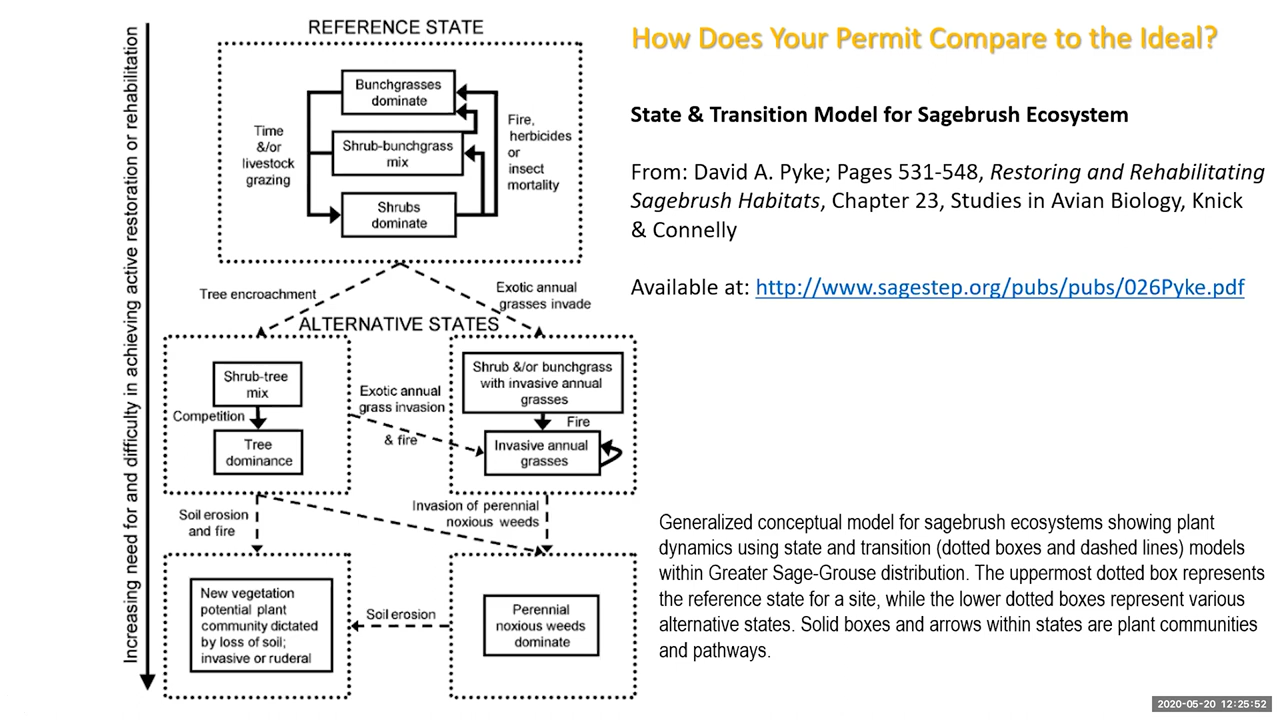 How Does Your Permit Compare to the Ideal?
State & Transition Model for Sagebrush Ecosystem
From: David A. Pyke; Pages 531-548, Restoring and Rehabilitating
Sagebrush Habitats, Chapter 23, Studies in Avian Biology, Knick
& Connelly
Available at: http://www.sagestep.org/pubs/pubs/026Pyke.pdf
Increasing need for and difficulty in achieving active restoration or rehabilitation
REFERENCE STATE
Bunchgrasses
dominate
Time
&/or
livestock
grazing
Shrub-bunchgrass
mix
Fire,
herbicides
or
insect
mortality
Shrubs
dominate
Tree encroachment
Exotic annual
grasses invade
ALTERNATIVE STATES
Shrub-tree
mix
Competition
Tree
dominance
Exotic annual
grass invasion
& fire
Shrub &/or bunchgrass
with invasive annual
grasses
Fire
Invasive annual
grasses
Soil erosion
and fire
Invasion of perennial
noxious weeds
New vegetation
potential plant
community dictated
by loss of soil;
invasive or ruderal
Soil erosion
Perennial
noxious weeds
dominate
Generalized conceptual model for sagebrush ecosystems showing plant
dynamics using state and transition (dotted boxes and dashed lines) models
within Greater Sage-Grouse distribution. The uppermost dotted box represents
the reference state for a site, while the lower dotted boxes represent various
alternative states. Solid boxes and arrows within states are plant communities
and pathways.
2020-05-20 12:25:52